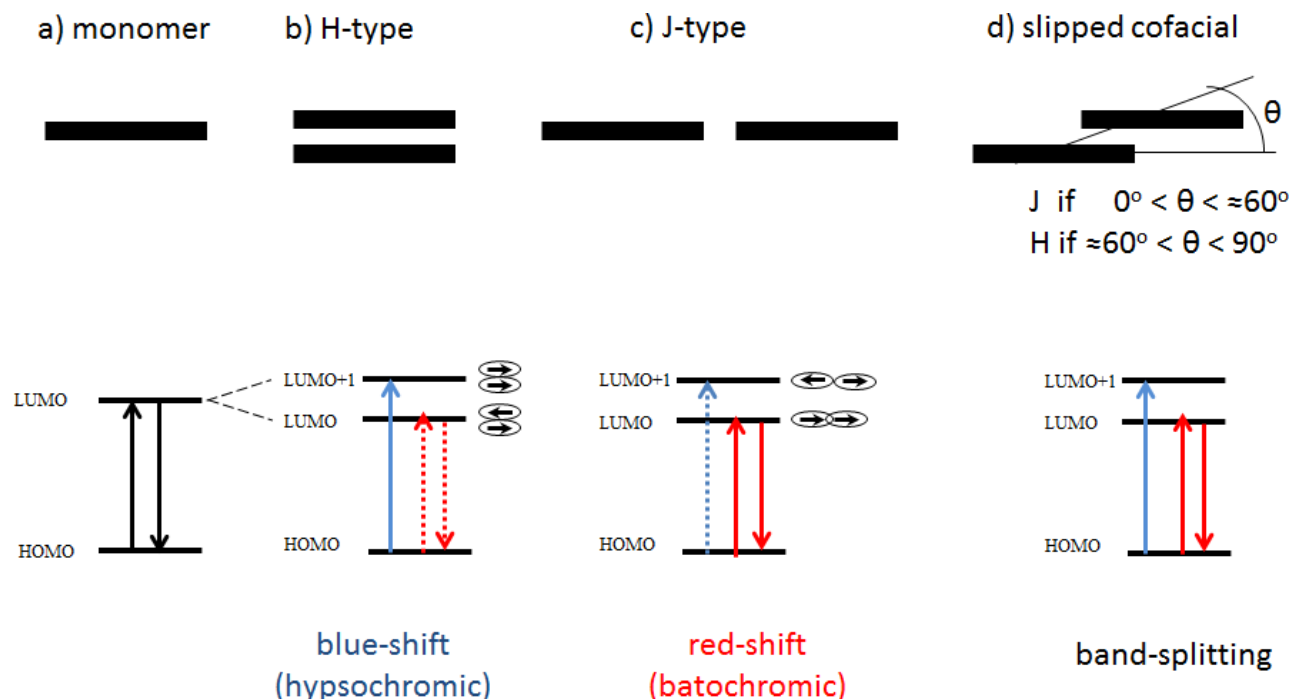 a) monomer
b) H-type
c) J-type
d) slipped cofacial
θ
J if 0° < θ < ≈60°
H if ≈60° < θ < 90°
LUMO
HOMO
LUMO+1
LUMO
HOMO
LUMO+1
LUMO
HOMO
LUMO+1
LUMO
HOMO
blue-shift
(hypsochromic)
red-shift
(batochromic)
band-splitting